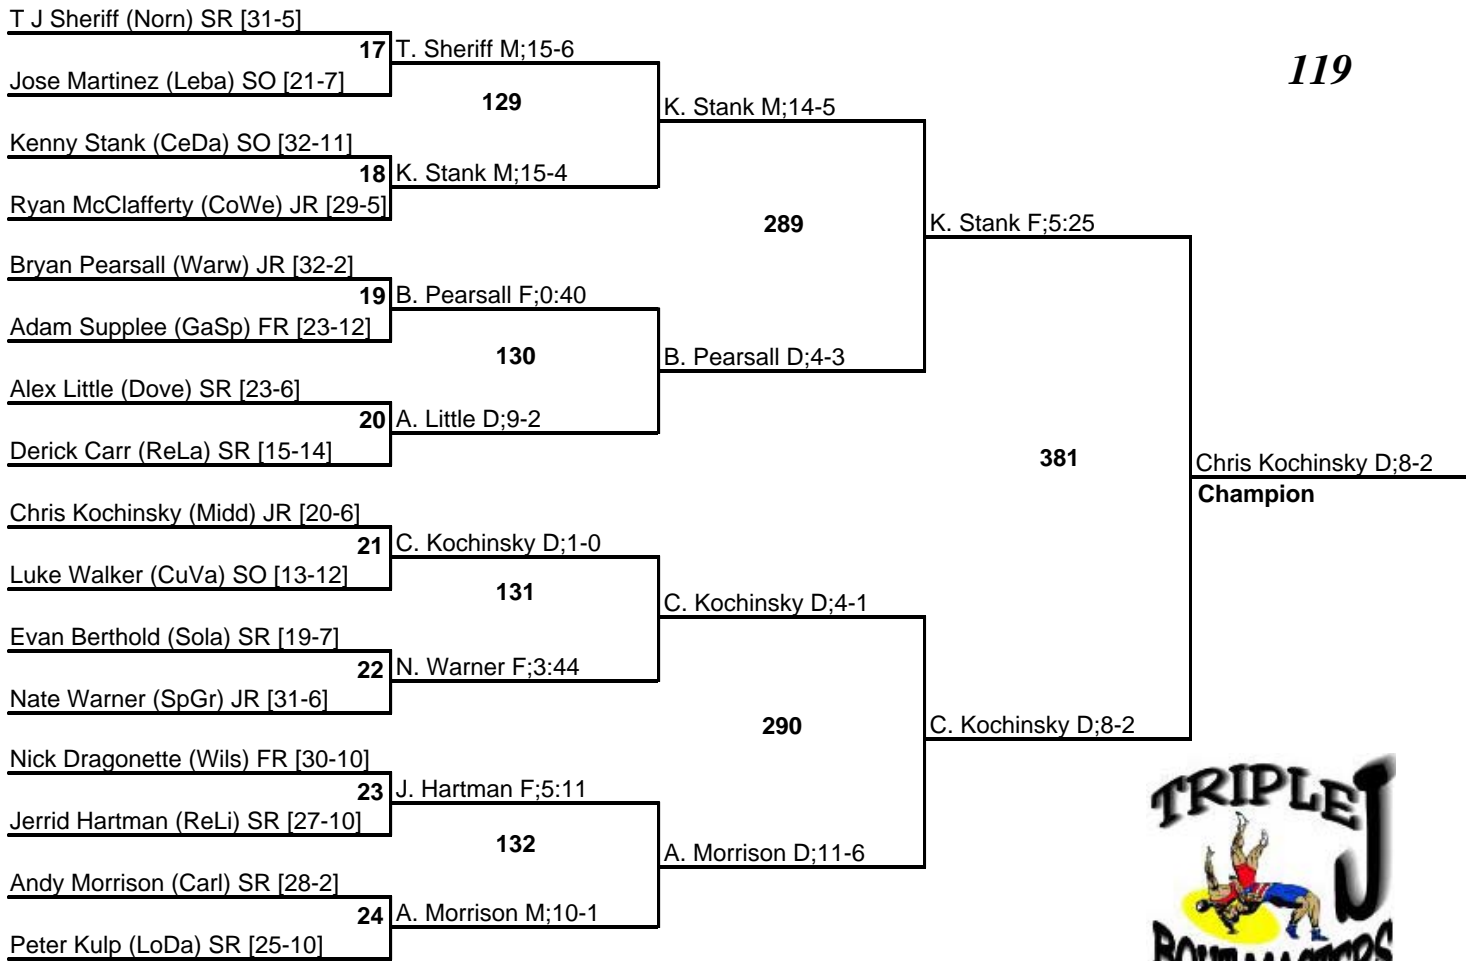 T J Sheriff (Norn) SR [31-5]
17 T. Sheriff M;15-6
119
Jose Martinez (Leba) SO [21-7]
129
K. Stank M;14-5
Kenny Stank (CeDa) SO [32-11]
18 K. Stank M;15-4
Ryan McClafferty (CoWe) JR [29-5]
289
K. Stank F;5:25
Bryan Pearsall (Warw) JR [32-2]
19 B. Pearsall F;0:40
Adam Supplee (GaSp) FR [23-12]
130
B. Pearsall D;4-3
Alex Little (Dove) SR [23-6]
20 A. Little D;9-2
Derick Carr (ReLa) SR [15-14]
381
Chris Kochinsky D;8-2
Champion
Chris Kochinsky (Midd) JR [20-6]
21 C. Kochinsky D;1-0
Luke Walker (CuVa) SO [13-12]
131
C. Kochinsky D;4-1
Evan Berthold (Sola) SR [19-7]
22 N. Warner F;3:44
Nate Warner (SpGr) JR [31-6]
290
C. Kochinsky D;8-2
Nick Dragonette (Wils) FR [30-10]
23 J. Hartman F;5:11
Jerrid Hartman (ReLi) SR [27-10]
132
A. Morrison D;11-6
Andy Morrison (Carl) SR [28-2]
24 A. Morrison M;10-1
Peter Kulp (LoDa) SR [25-10]
TRIPLE J
BOUT MASTERS